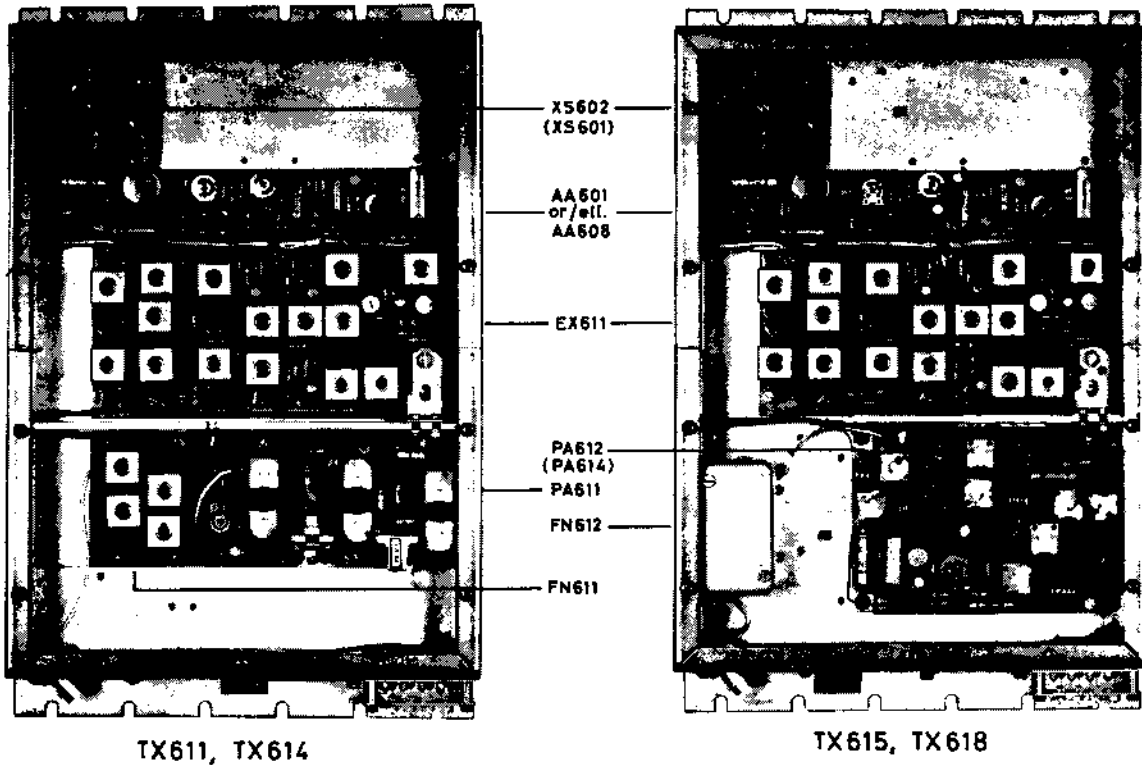 XS602
(XS601)
AA601
or/ell.
AA608
EX611
PA612
(PA614)
PA611
FN612
FN611
TX611, TX614
TX615, TX618